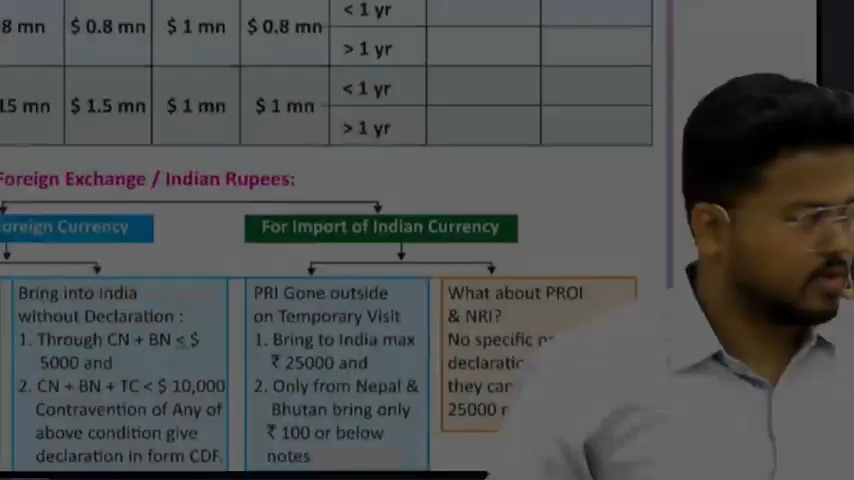 8 mn $ 0.8 mn $ 1 mn $ 0.8 mn < 1 yr
> 1 yr
15 mn $ 1.5 mn $ 1 mn $ 1 mn < 1 yr
> 1 yr
Foreign Exchange / Indian Rupees:
Foreign Currency
For Import of Indian Currency
Bring into India
without Declaration :
1. Through CN + BN ≤ $
5000 and
2. CN + BN + TC < $ 10,000
Contravention of Any of
above condition give
declaration in form CDF.
PRI Gone outside
on Temporary Visit
1. Bring to India max
₹ 25000 and
2. Only from Nepal &
Bhutan bring only
₹ 100 or below
notes
What about PROI
& NRI?
No specific
declaratic
they can
25000